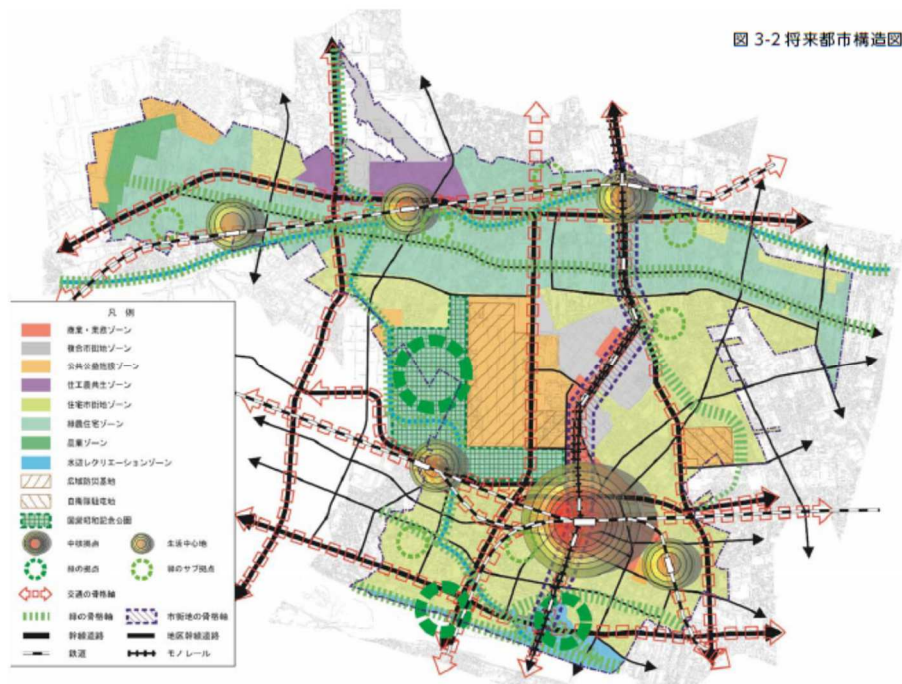 図 3-2 将来都市構造図
凡 例
商業・業務ゾーン
複合市街地ゾーン
公共公益施設ゾーン
住工農共生ゾーン
住宅市街地ゾーン
緑農住宅ゾーン
農業ゾーン
水辺レクリエーションゾーン
広域防災基地
自衛隊駐屯地
国営昭和記念公園
中核拠点
生活中心地
緑の拠点
緑のサブ拠点
交通の骨格軸
緑の骨格軸
市街地の骨格軸
幹線道路
地区幹線道路
鉄道
モノレール